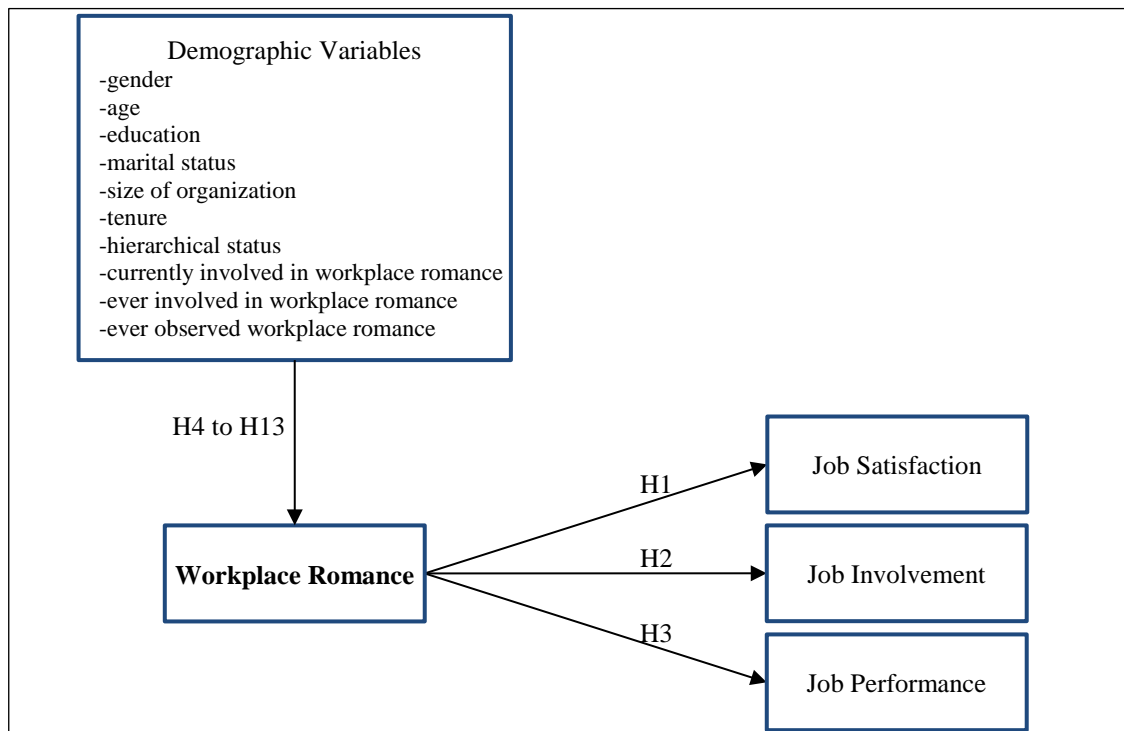 Demographic Variables
-gender
-age
-education
-marital status
-size of organization
-tenure
-hierarchical status
-currently involved in workplace romance
-ever involved in workplace romance
-ever observed workplace romance
H4 to H13
Workplace Romance
H1
H2
H3
Job Satisfaction
Job Involvement
Job Performance